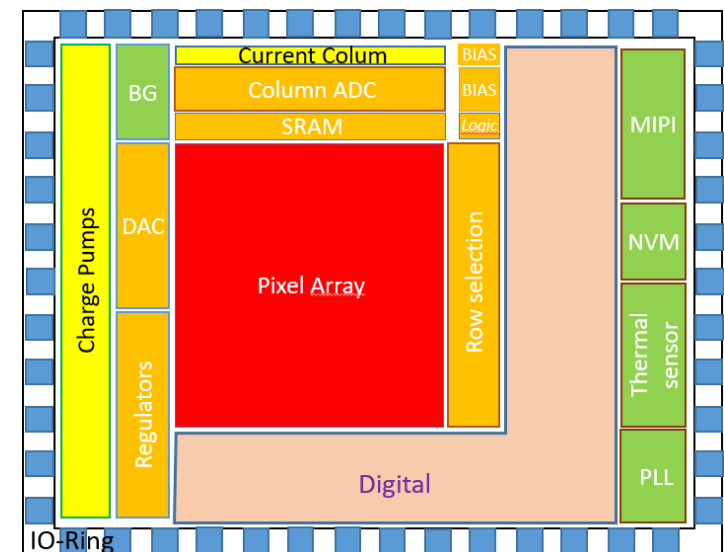 Current Colum
BIAS
BG
Column ADC
BIAS
SRAM
Logic
MIPI
Charge Pumps
DAC
Pixel Array
Row selection
NVM
Regulators
Thermal
sensor
Digital
PLL
IO-Ring